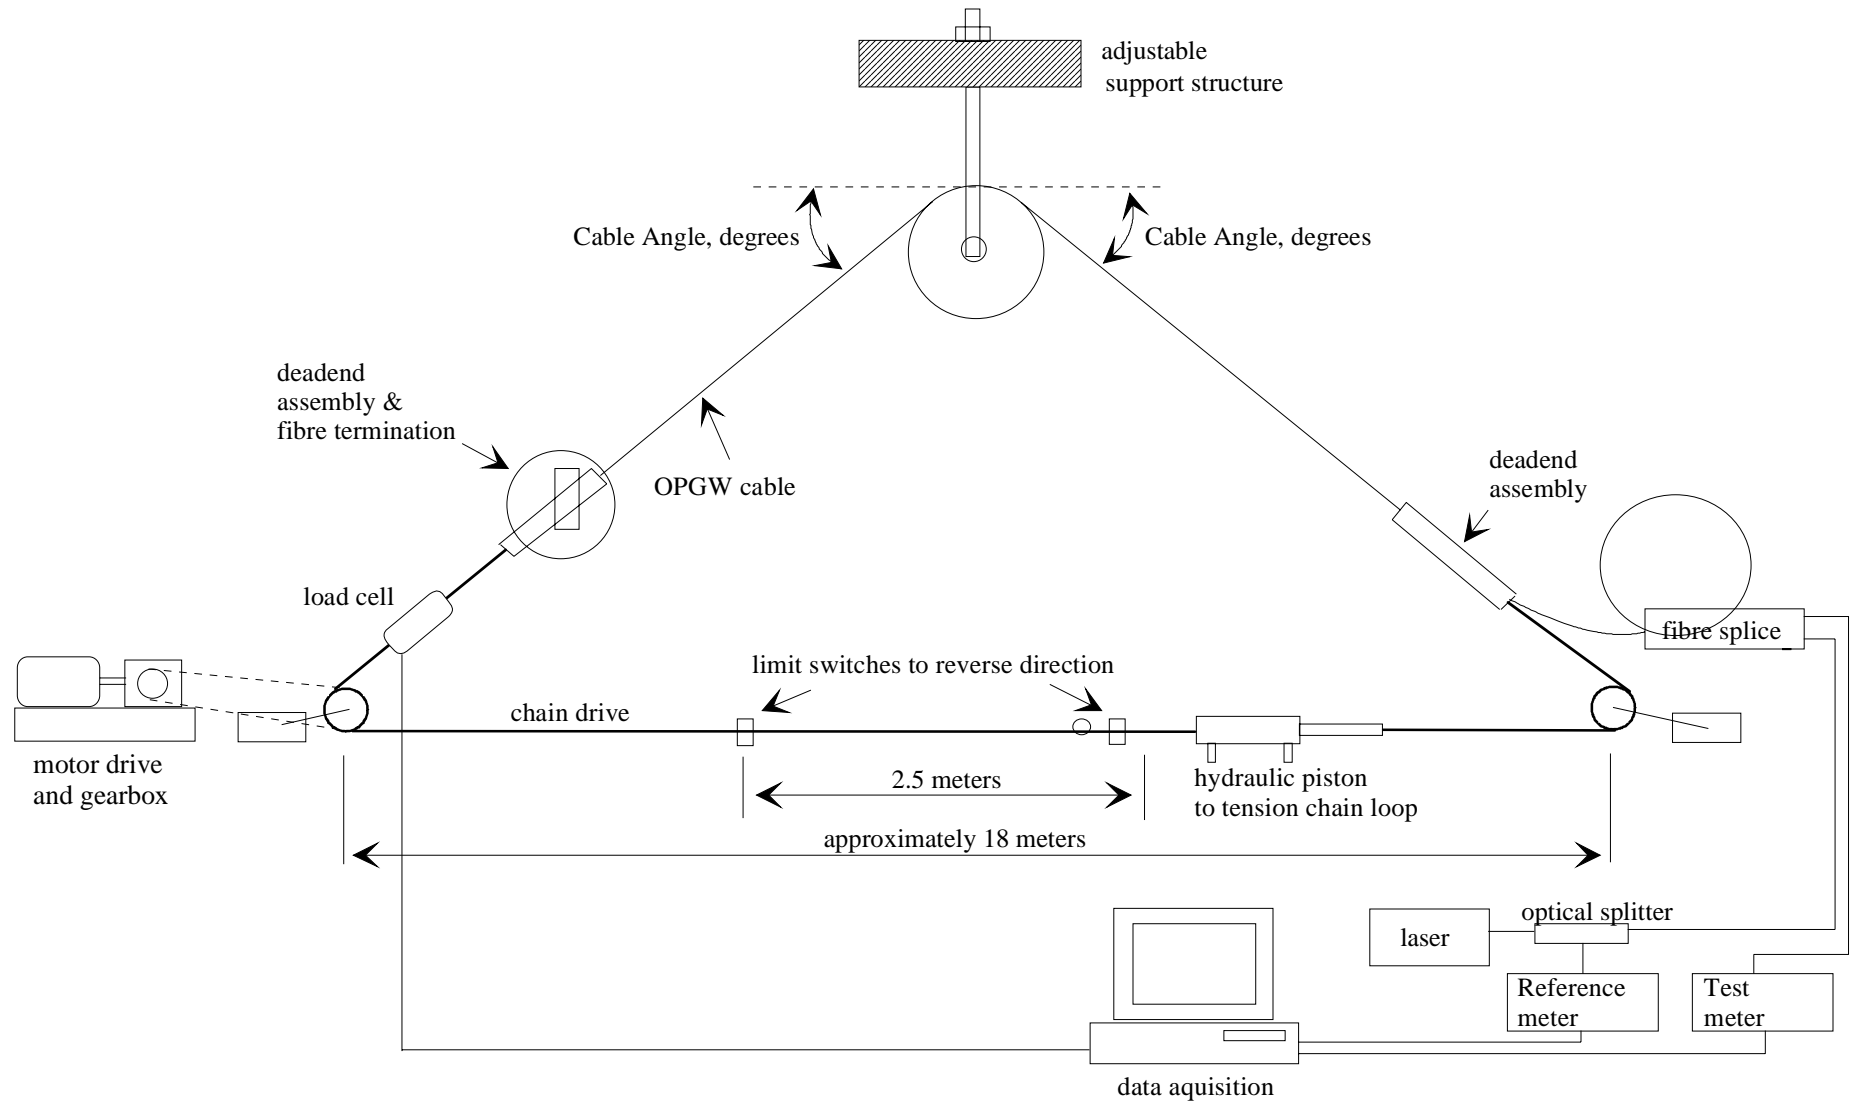 adjustable
support structure
Cable Angle, degrees
Cable Angle, degrees
deadend
assembly &
fibre termination
OPGW cable
deadend
assembly
load cell
fibre splice
limit switches to reverse direction
chain drive
motor drive
and gearbox
2.5 meters
hydraulic piston
to tension chain loop
approximately 18 meters
optical splitter
laser
Reference
meter
Test
meter
data aquisition